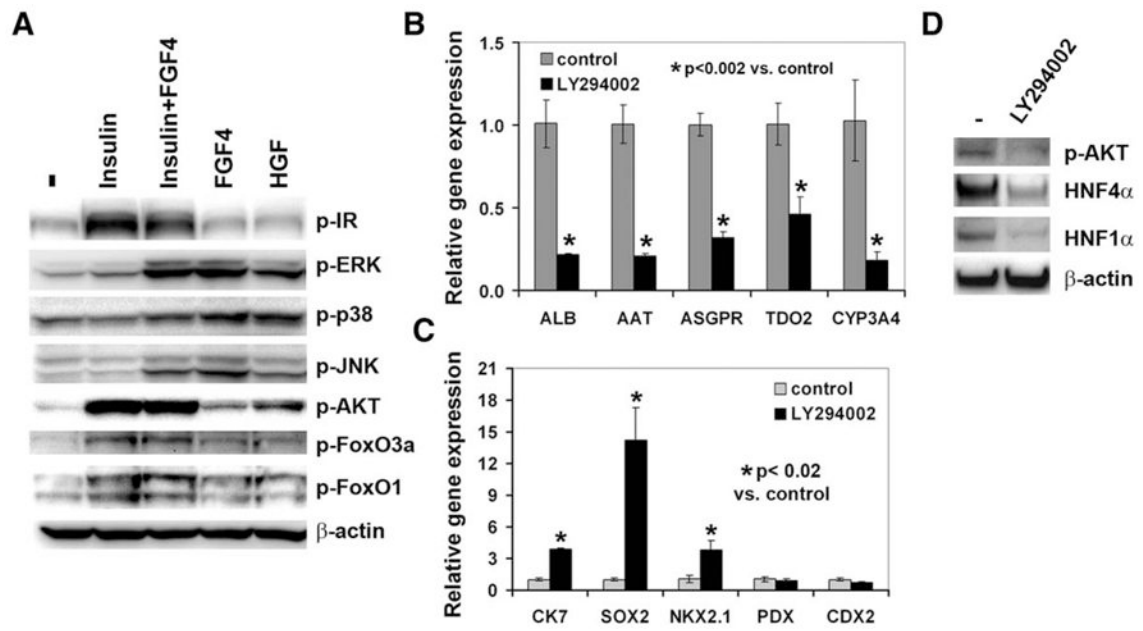 A
-
Insulin
Insulin+FGF4
FGF4
HGF
p-IR
p-ERK
p-p38
p-JNK
p-AKT
p-FoxO3a
p-FoxO1
β-actin
B
Relative gene expression
1.5
1.0
0.5
0.0
control
LY294002
* p<0.002 vs. control
* * * * *
ALB AAT ASGPR TDO2 CYP3A4
C
Relative gene expression
21
18
15
12
9
6
3
0
control
LY294002
* p< 0.02
vs. control
* * *
CK7 SOX2 NKX2.1 PDX CDX2
D
-
LY294002
p-AKT
HNF4α
HNF1α
β-actin